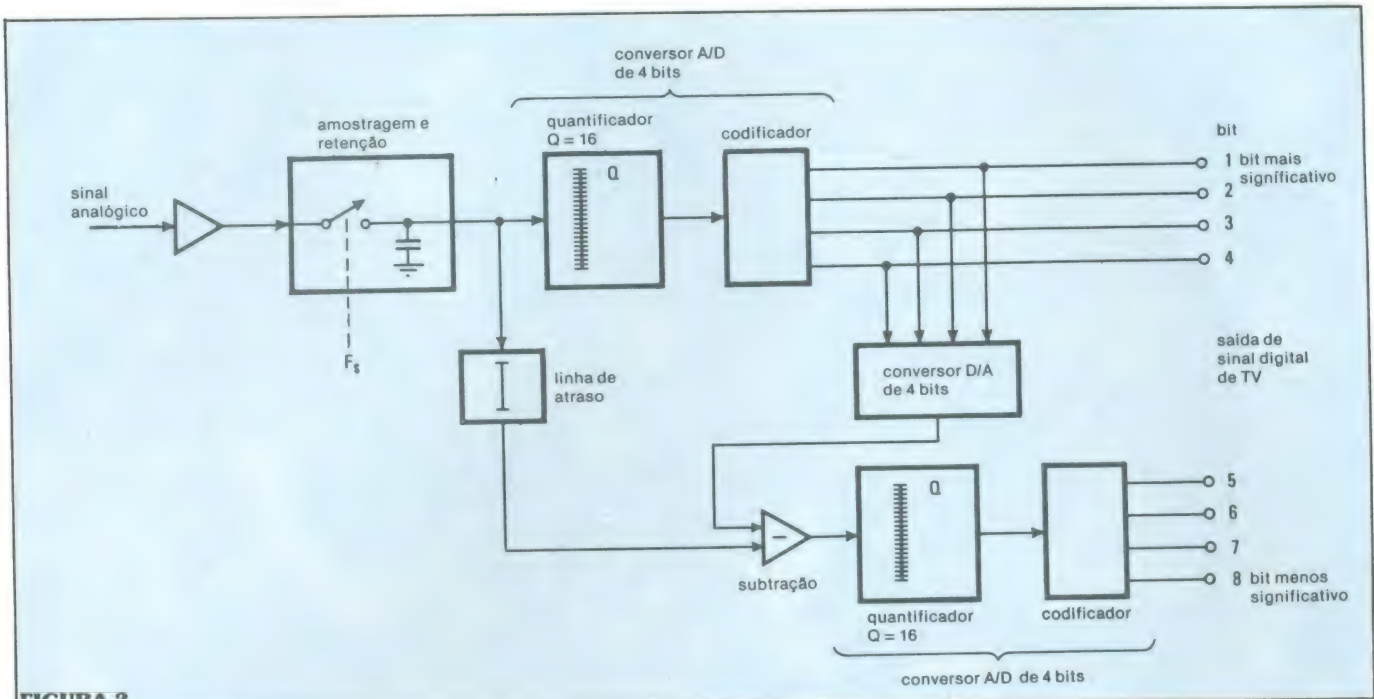 conversor A/D
de 4 bits
amostragem e
retenção
quantificador
Q = 16
codificador
bit
sinal
analógico
Q
1 bit mais
significativo
2
3
4
Fs
linha de
atraso
conversor D/A
de 4 bits
saída de
sinal digital
de TV
Q
5
6
7
8 bit menos
significativo
−
subtração
quantificador
Q = 16
codificador
conversor A/D de 4 bits